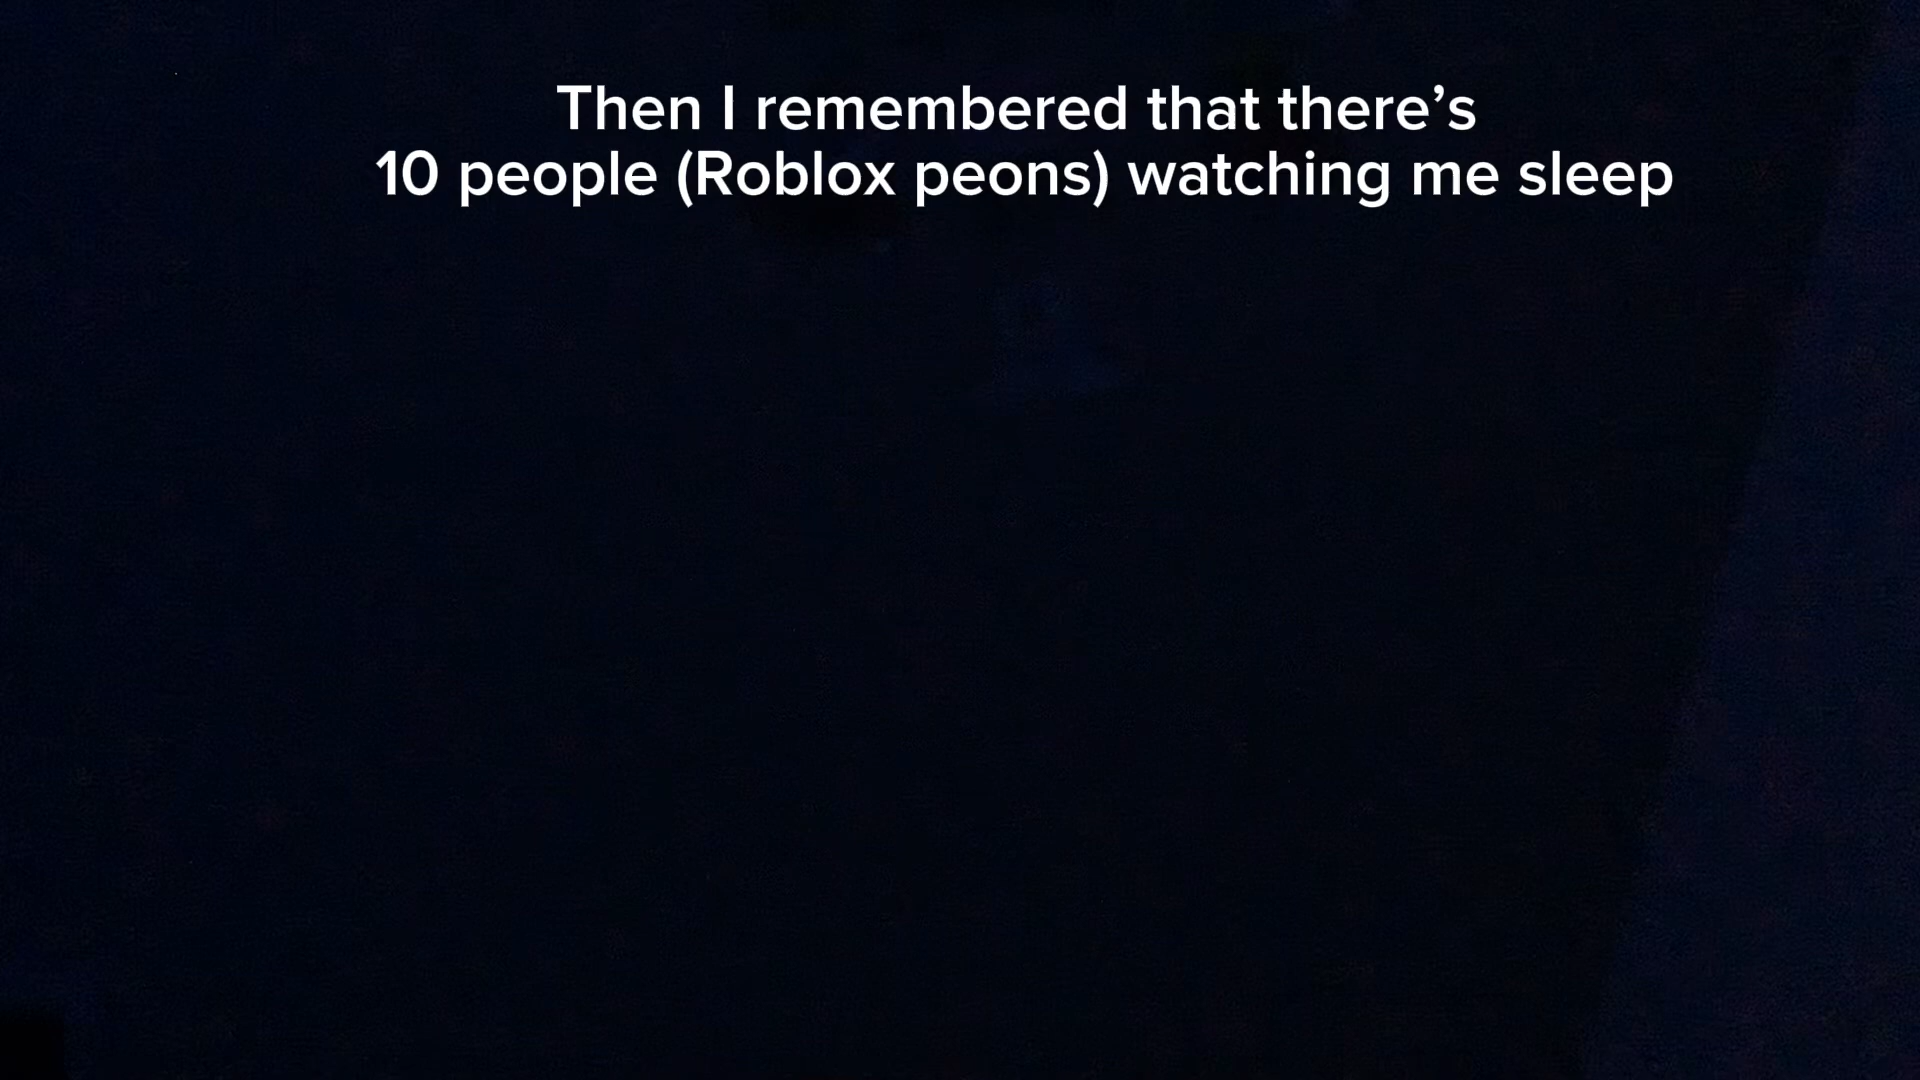 Then I remembered that there’s
10 people (Roblox peons) watching me sleep